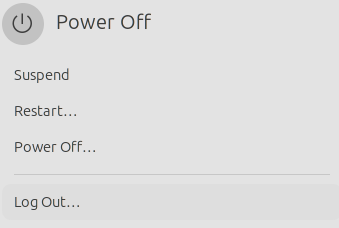 Power Off
Suspend
Restart…
Power Off…
Log Out…